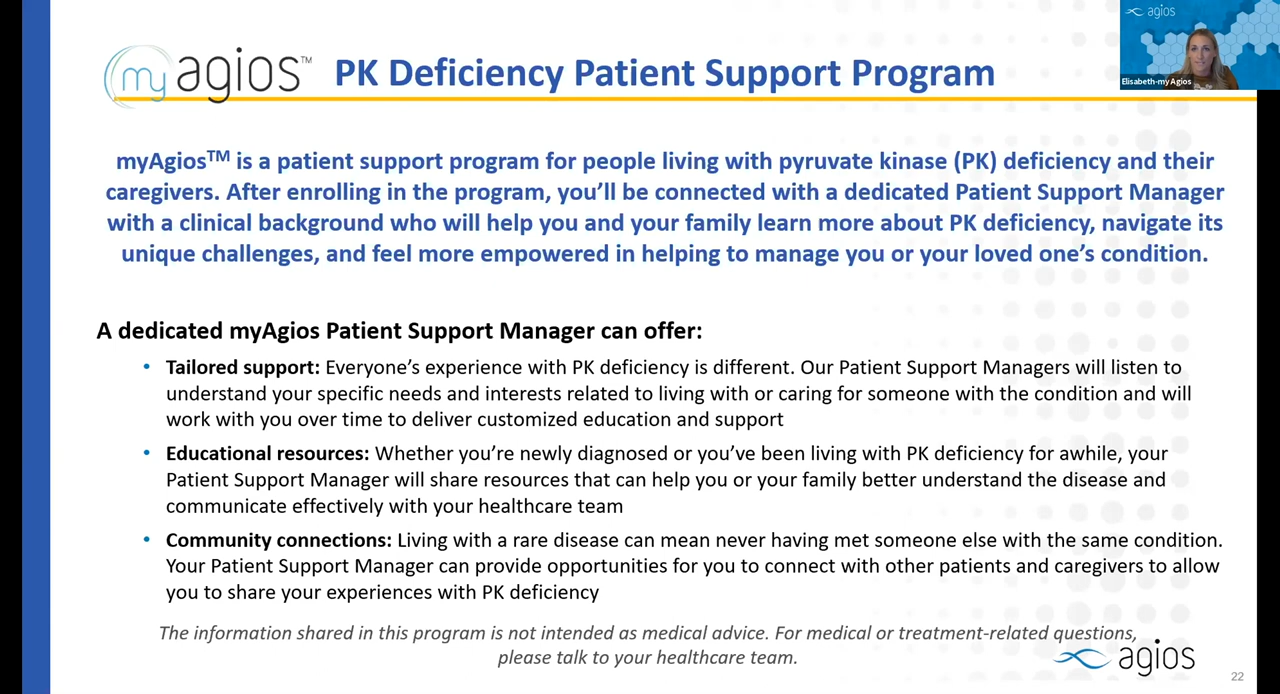 my agios™ PK Deficiency Patient Support Program
agios
Elisabeth-my Agios
myAgios™ is a patient support program for people living with pyruvate kinase (PK) deficiency and their
caregivers. After enrolling in the program, you’ll be connected with a dedicated Patient Support Manager
with a clinical background who will help you and your family learn more about PK deficiency, navigate its
unique challenges, and feel more empowered in helping to manage you or your loved one’s condition.
A dedicated myAgios Patient Support Manager can offer:
• Tailored support: Everyone’s experience with PK deficiency is different. Our Patient Support Managers will listen to
understand your specific needs and interests related to living with or caring for someone with the condition and will
work with you over time to deliver customized education and support
• Educational resources: Whether you’re newly diagnosed or you’ve been living with PK deficiency for awhile, your
Patient Support Manager will share resources that can help you or your family better understand the disease and
communicate effectively with your healthcare team
• Community connections: Living with a rare disease can mean never having met someone else with the same condition.
Your Patient Support Manager can provide opportunities for you to connect with other patients and caregivers to allow
you to share your experiences with PK deficiency
The information shared in this program is not intended as medical advice. For medical or treatment-related questions,
please talk to your healthcare team.
agios
22